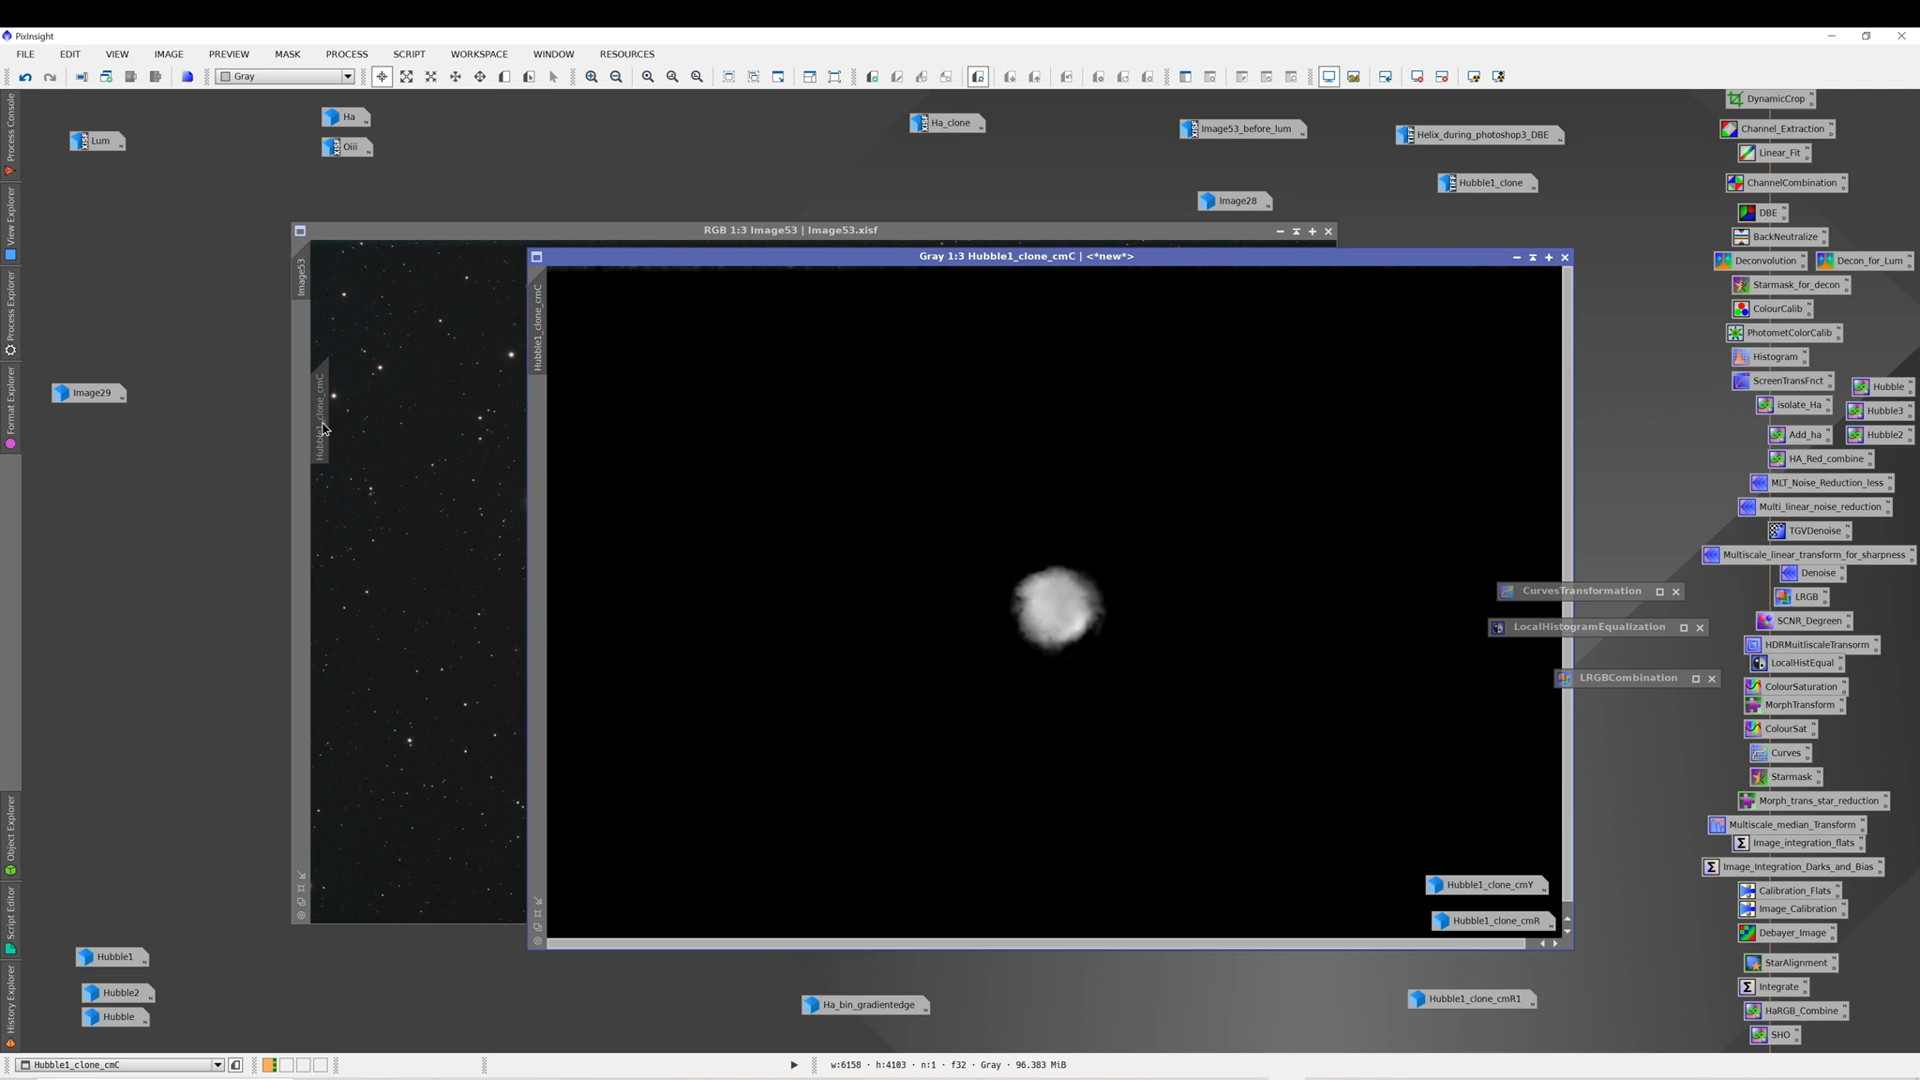 PixInsight
FILE EDIT VIEW IMAGE PREVIEW MASK PROCESS SCRIPT WORKSPACE WINDOW RESOURCES
Gray
Process Console
View Explorer
Process Explorer
Format Explorer
Object Explorer
Script Editor
History Explorer
Lum
Ha
Oiii
Ha_clone
Image53_before_lum
Helix_during_photoshop3_DBE
Hubble1_clone
Image28
Image29
RGB 1:3 Image53 | Image53.xisf
Image53
Hubble1_clone_cmC
Gray 1:3 Hubble1_clone_cmC | <*new*>
Hubble1_clone_cmC
CurvesTransformation
LocalHistogramEqualization
LRGBCombination
Hubble1_clone_cmY
Hubble1_clone_cmR
Hubble1
Hubble2
Hubble
Ha_bin_gradientedge
Hubble1_clone_cmR1
DynamicCrop
Channel_Extraction
Linear_Fit
ChannelCombination
DBE
BackNeutralize
Deconvolution Decon_for_Lum
Starmask_for_decon
ColourCalib
PhotometColorCalib
Histogram
ScreenTransFnct Hubble
isolate_Ha Hubble3
Add_ha Hubble2
HA_Red_combine
MLT_Noise_Reduction_less
Multi_linear_noise_reduction
TGVDenoise
Multiscale_linear_transform_for_sharpness
Denoise
LRGB
SCNR_Degreen
HDRMuitliscaleTransorm
LocalHistEqual
ColourSaturation
MorphTransform
ColourSat
Curves
Starmask
Morph_trans_star_reduction
Multiscale_median_Transform
Image_integration_flats
Image_Integration_Darks_and_Bias
Calibration_Flats
Image_Calibration
Debayer_Image
StarAlignment
Integrate
HaRGB_Combine
SHO
Hubble1_clone_cmC
w:6158 · h:4103 · n:1 · f32 · Gray · 96.383 MiB